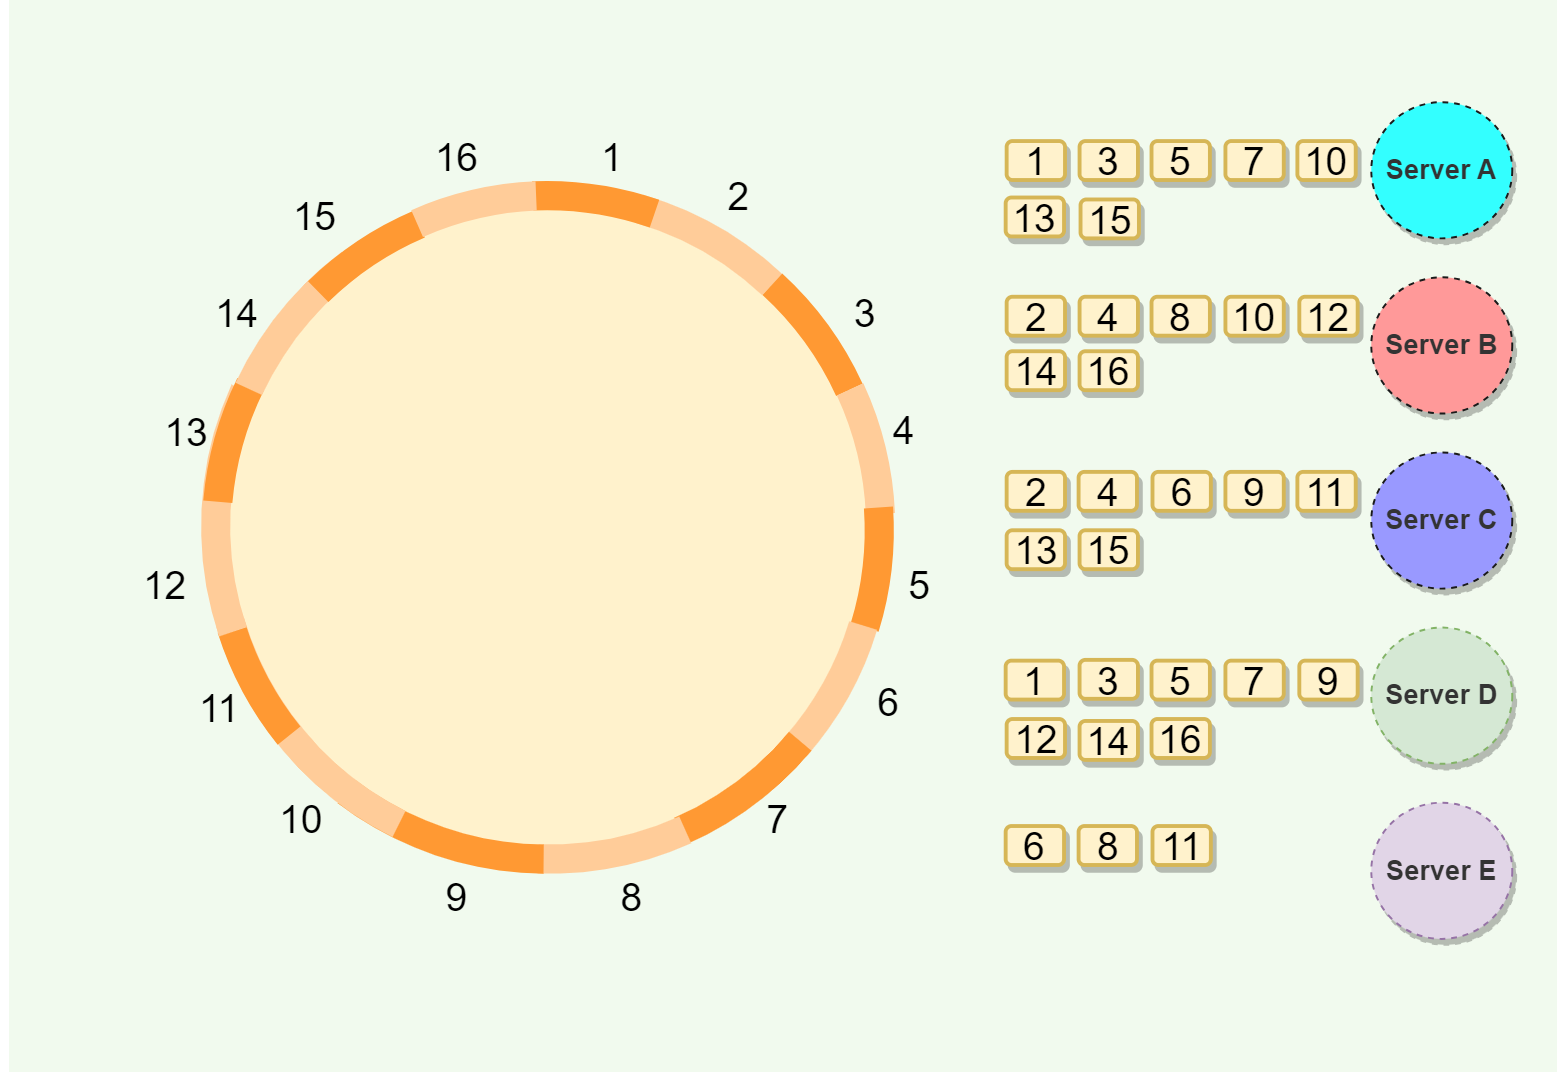 16 1
15 2
14 3
13 4
12 5
11 6
10 7
9 8
1 3 5 7 10 Server A
13 15
2 4 8 10 12 Server B
14 16
2 4 6 9 11 Server C
13 15
1 3 5 7 9 Server D
12 14 16
6 8 11 Server E